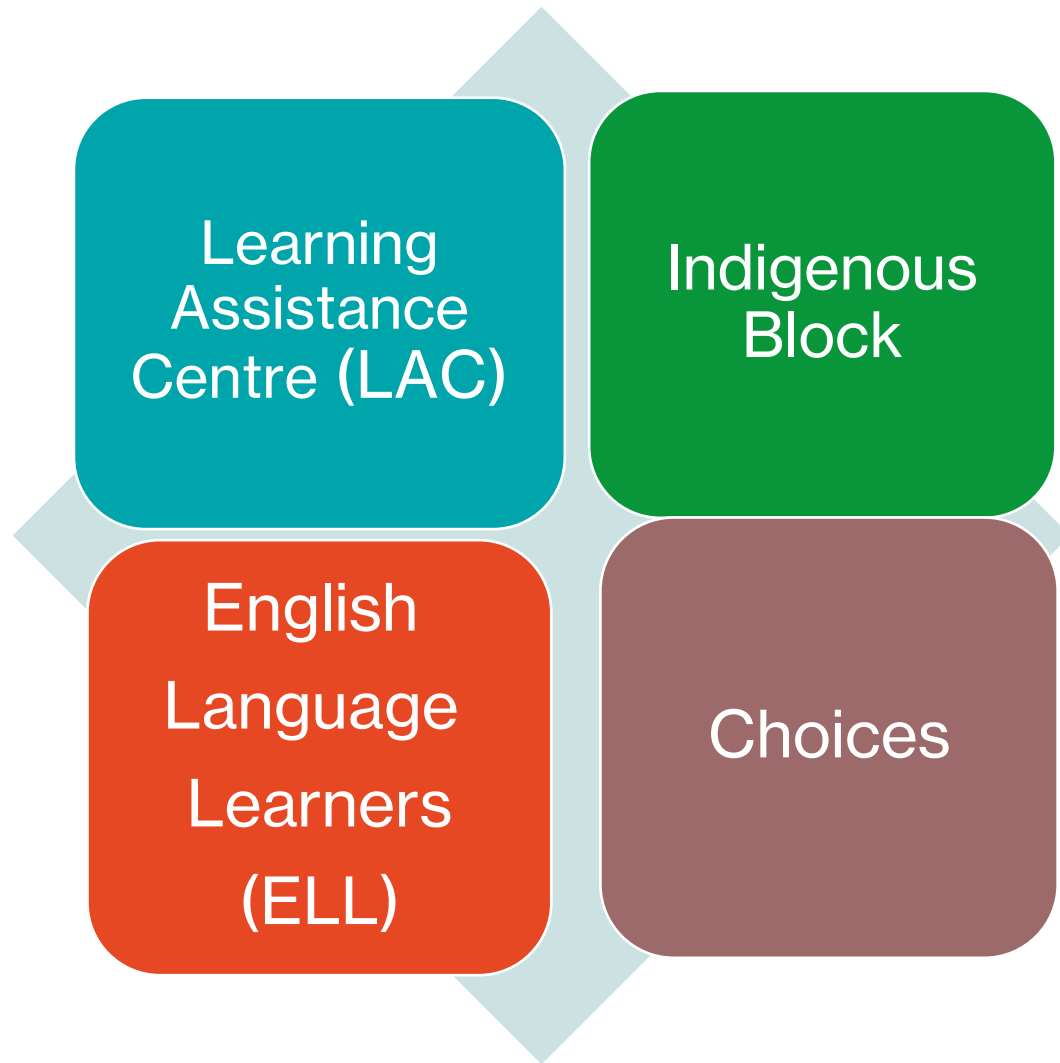 Learning
Assistance
Centre (LAC)
Indigenous
Block
English
Language
Learners
(ELL)
Choices